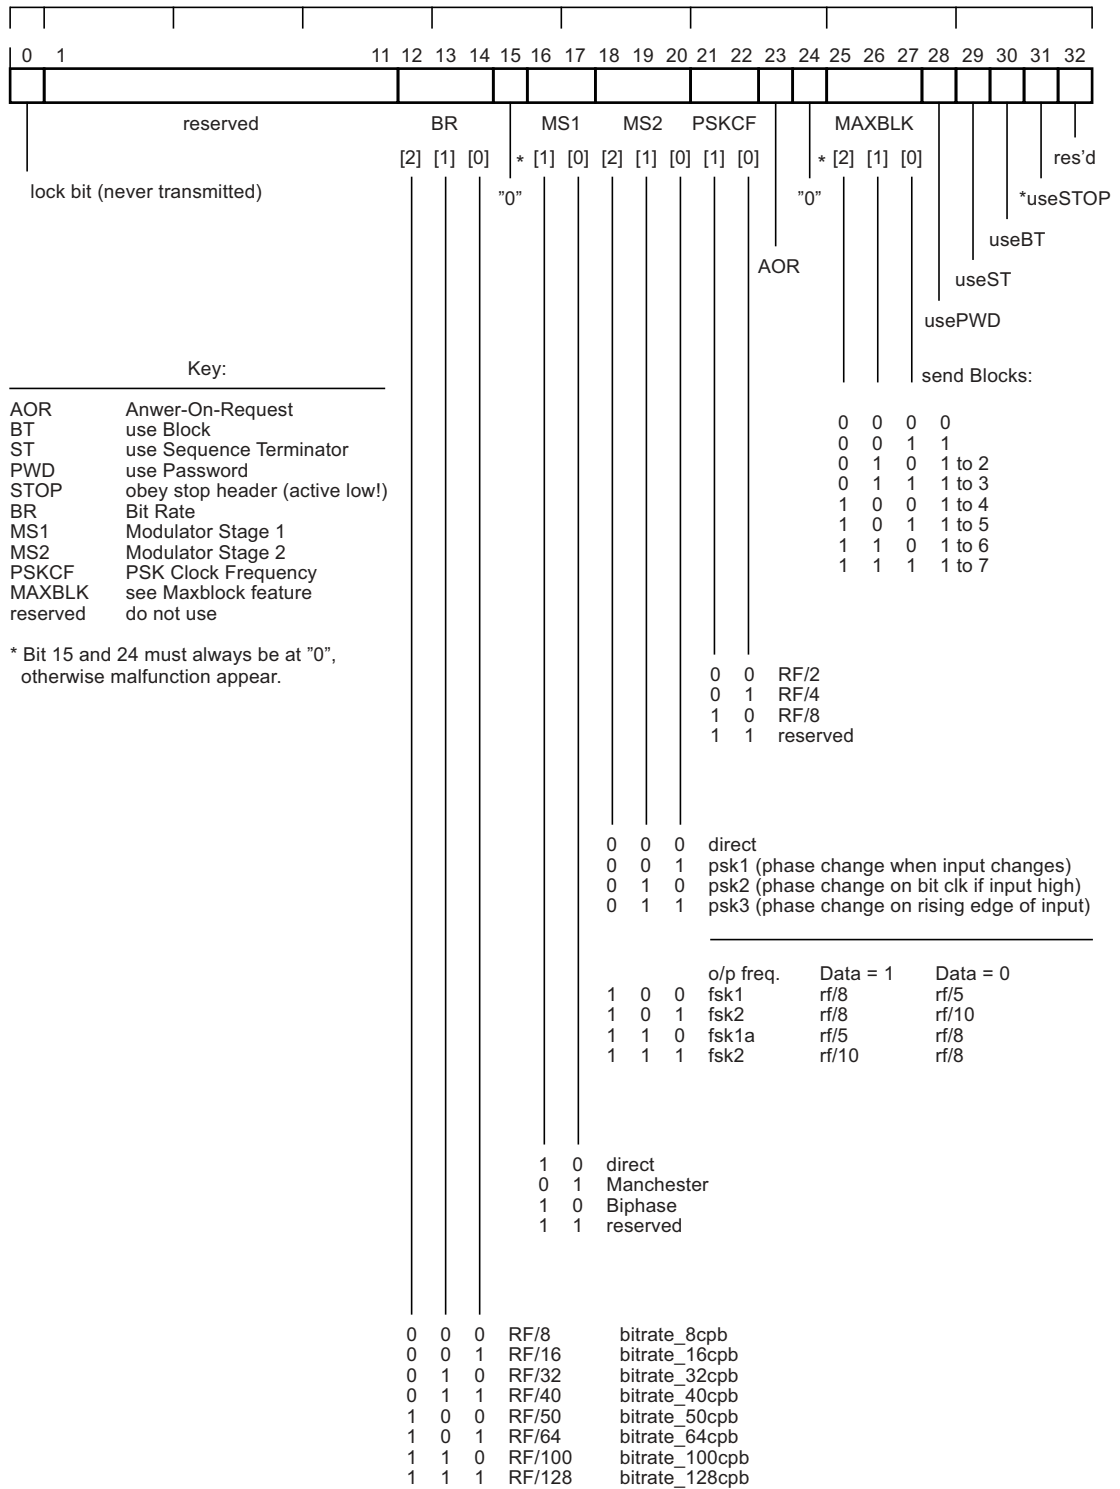 0 1 11 12 13 14 15 16 17 18 19 20 21 22 23 24 25 26 27 28 29 30 31 32
reserved BR MS1 MS2 PSKCF MAXBLK
[2] [1] [0] * [1] [0] [2] [1] [0] [1] [0] * [2] [1] [0] res'd
lock bit (never transmitted) ”0” ”0” *useSTOP
useBT
AOR
useST
usePWD
Key:
send Blocks:
AOR Anwer-On-Request
BT use Block
ST use Sequence Terminator
PWD use Password
STOP obey stop header (active low!)
BR Bit Rate
MS1 Modulator Stage 1
MS2 Modulator Stage 2
PSKCF PSK Clock Frequency
MAXBLK see Maxblock feature
reserved do not use
0 0 0 0
0 0 1 1
0 1 0 1 to 2
0 1 1 1 to 3
1 0 0 1 to 4
1 0 1 1 to 5
1 1 0 1 to 6
1 1 1 1 to 7
* Bit 15 and 24 must always be at ”0”,
otherwise malfunction appear.
0 0 RF/2
0 1 RF/4
1 0 RF/8
1 1 reserved
0 0 0 direct
0 0 1 psk1 (phase change when input changes)
0 1 0 psk2 (phase change on bit clk if input high)
0 1 1 psk3 (phase change on rising edge of input)
o/p freq. Data = 1 Data = 0
1 0 0 fsk1 rf/8 rf/5
1 0 1 fsk2 rf/8 rf/10
1 1 0 fsk1a rf/5 rf/8
1 1 1 fsk2 rf/10 rf/8
1 0 direct
0 1 Manchester
1 0 Biphase
1 1 reserved
0 0 0 RF/8 bitrate_8cpb
0 0 1 RF/16 bitrate_16cpb
0 1 0 RF/32 bitrate_32cpb
0 1 1 RF/40 bitrate_40cpb
1 0 0 RF/50 bitrate_50cpb
1 0 1 RF/64 bitrate_64cpb
1 1 0 RF/100 bitrate_100cpb
1 1 1 RF/128 bitrate_128cpb